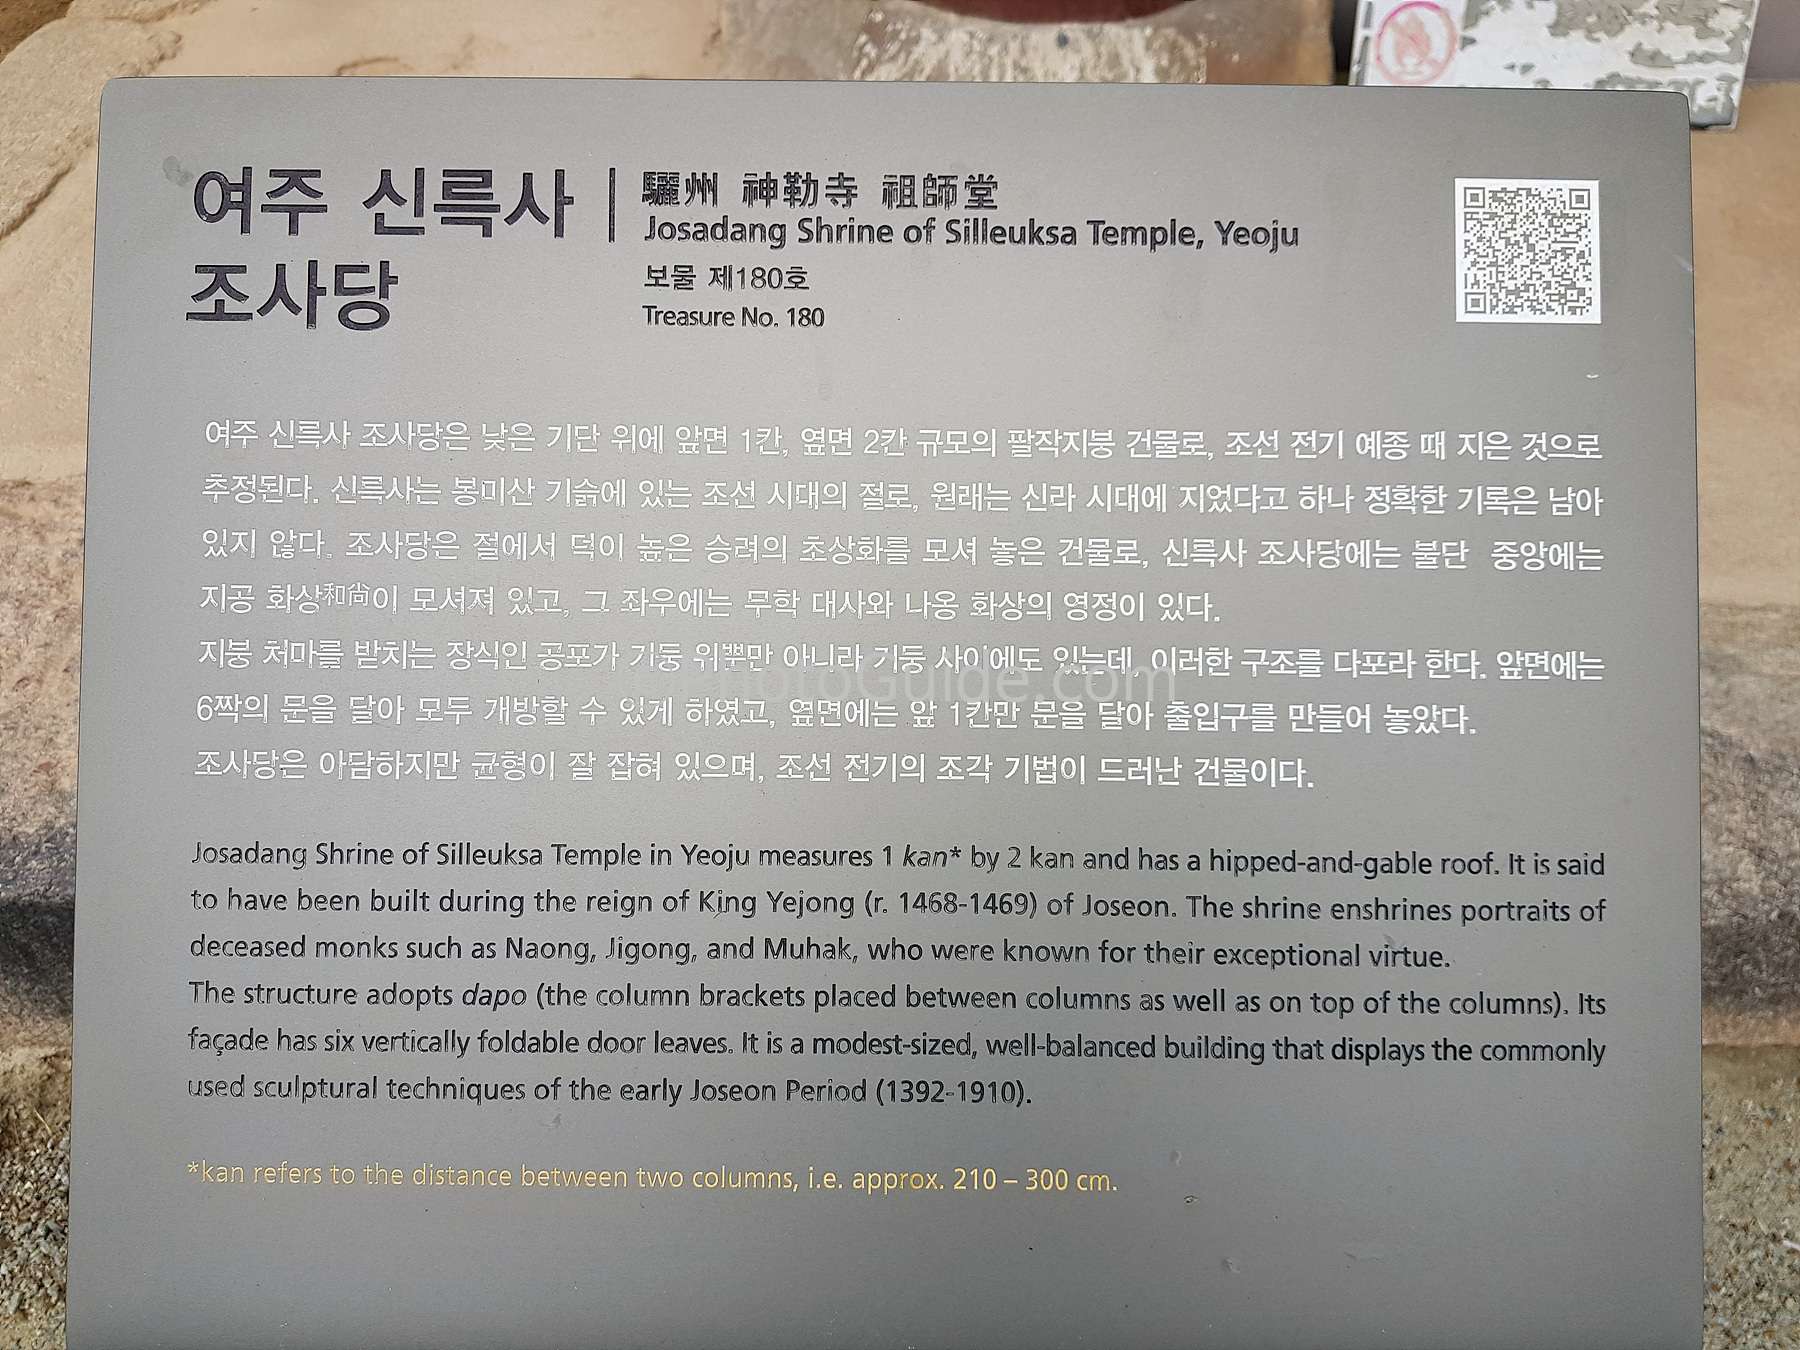 여주 신륵사
조사당
驪州 神勒寺 祖師堂
Josadang Shrine of Silleuksa Temple, Yeoju
보물 제180호
Treasure No. 180
여주 신륵사 조사당은 낮은 기단 위에 앞면 1칸, 옆면 2칸 규모의 팔작지붕 건물로, 조선 전기 예종 때 지은 것으로
추정된다. 신륵사는 봉미산 기슭에 있는 조선 시대의 절로, 원래는 신라 시대에 지었다고 하나 정확한 기록은 남아
있지 않다. 조사당은 절에서 덕이 높은 승려의 초상화를 모셔 놓은 건물로, 신륵사 조사당에는 불단 중앙에는
지공 화상和尙이 모셔져 있고, 그 좌우에는 무학 대사와 나옹 화상의 영정이 있다.
지붕 처마를 받치는 장식인 공포가 기둥 위뿐만 아니라 기둥 사이에도 있는데, 이러한 구조를 다포라 한다. 앞면에는
6짝의 문을 달아 모두 개방할 수 있게 하였고, 옆면에는 앞 1칸만 문을 달아 출입구를 만들어 놓았다.
조사당은 아담하지만 균형이 잘 잡혀 있으며, 조선 전기의 조각 기법이 드러난 건물이다.
Josadang Shrine of Silleuksa Temple in Yeoju measures 1 kan* by 2 kan and has a hipped-and-gable roof. It is said
to have been built during the reign of King Yejong (r. 1468-1469) of Joseon. The shrine enshrines portraits of
deceased monks such as Naong, Jigong, and Muhak, who were known for their exceptional virtue.
The structure adopts dapo (the column brackets placed between columns as well as on top of the columns). Its
façade has six vertically foldable door leaves. It is a modest-sized, well-balanced building that displays the commonly
used sculptural techniques of the early Joseon Period (1392-1910).
*kan refers to the distance between two columns, i.e. approx. 210 – 300 cm.